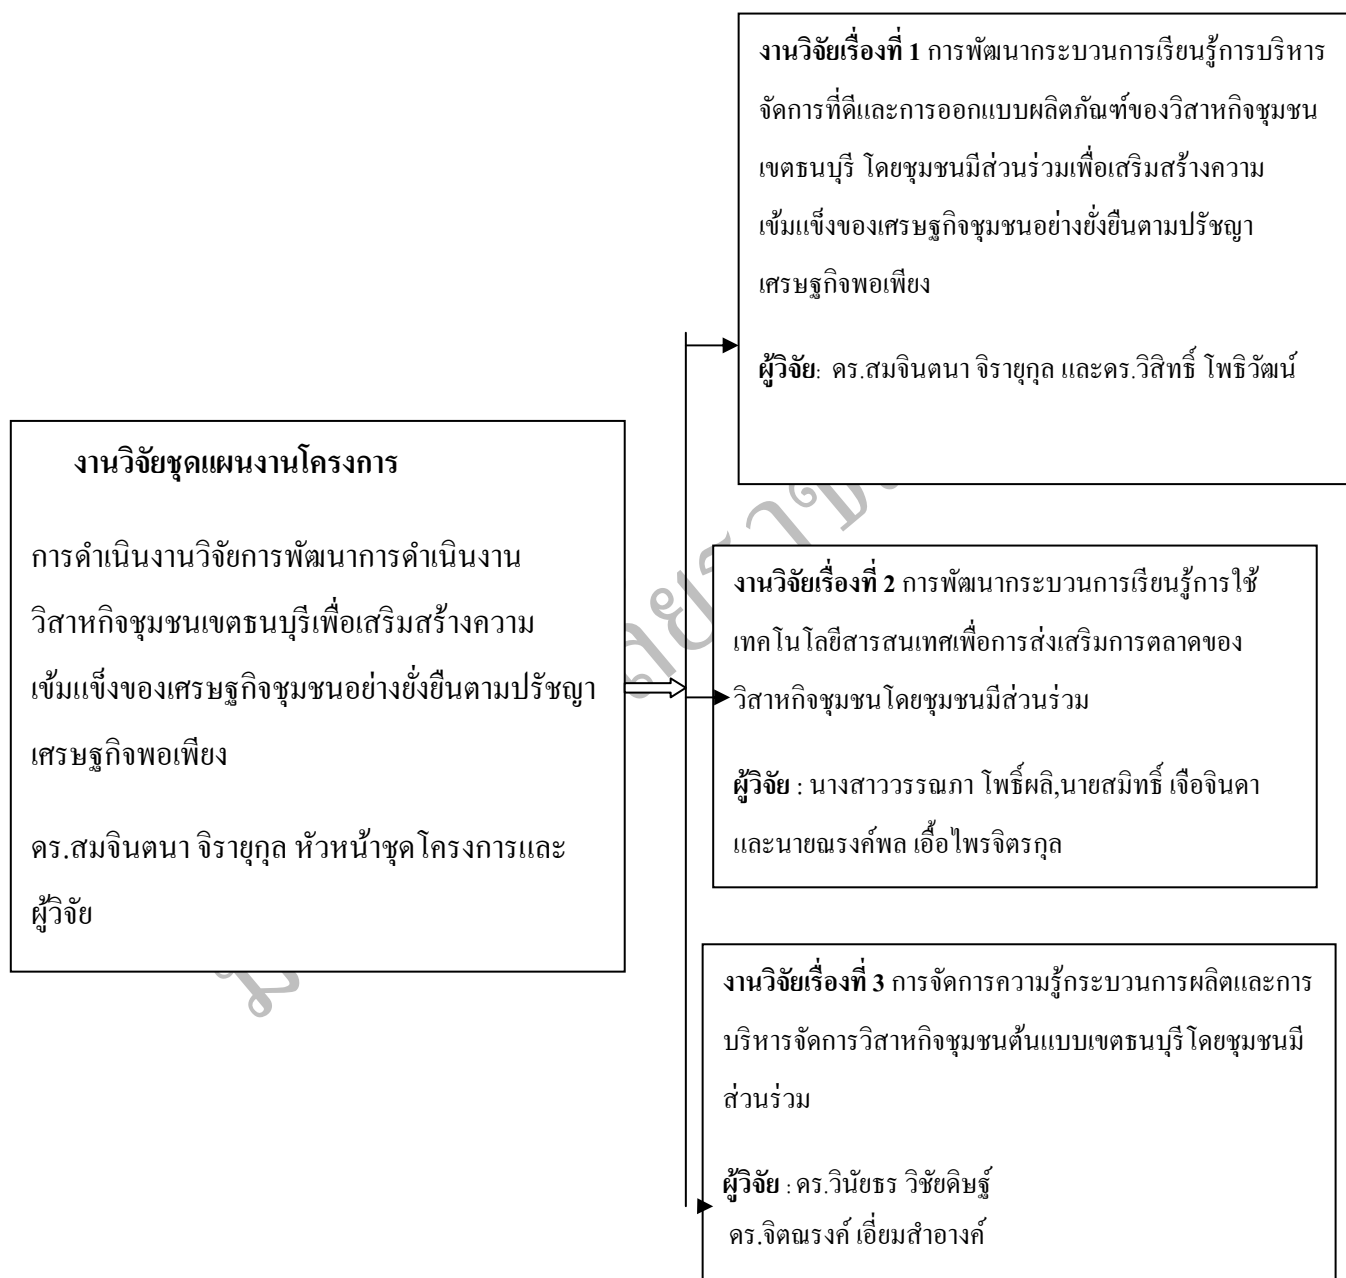 งานวิจัยเรื่องที่ 1 การพัฒนากระบวนการเรียนรู้การบริหาร
จัดการที่ดีและการออกแบบผลิตภัณฑ์ของวิสาหกิจชุมชน
เขตธนบุรี โดยชุมชนมีส่วนร่วมเพื่อเสริมสร้างความ
เข้มแข็งของเศรษฐกิจชุมชนอย่างยั่งยืนตามปรัชญา
เศรษฐกิจพอเพียง
ผู้วิจัย: ดร.สมจินตนา จิรายุกุล และดร.วิสิทธิ์ โพธิวัฒน์
งานวิจัยชุดแผนงานโครงการ
การดำเนินงานวิจัยการพัฒนาการดำเนินงาน
วิสาหกิจชุมชนเขตธนบุรีเพื่อเสริมสร้างความ
เข้มแข็งของเศรษฐกิจชุมชนอย่างยั่งยืนตามปรัชญา
เศรษฐกิจพอเพียง
ดร.สมจินตนา จิรายุกุล หัวหน้าชุดโครงการและ
ผู้วิจัย
งานวิจัยเรื่องที่ 2 การพัฒนากระบวนการเรียนรู้การใช้
เทคโนโลยีสารสนเทศเพื่อการส่งเสริมการตลาดของ
วิสาหกิจชุมชนโดยชุมชนมีส่วนร่วม
ผู้วิจัย : นางสาววรรณภา โพธิ์ผลิ,นายสมิทธิ์ เจือจินดา
และนายณรงค์พล เอื้อไพรจิตรกุล
งานวิจัยเรื่องที่ 3 การจัดการความรู้กระบวนการผลิตและการ
บริหารจัดการวิสาหกิจชุมชนต้นแบบเขตธนบุรีโดยชุมชนมี
ส่วนร่วม
ผู้วิจัย : ดร.วินัยธร วิชัยดิษฐ์
ดร.จิตณรงค์ เอี่ยมสำอางค์